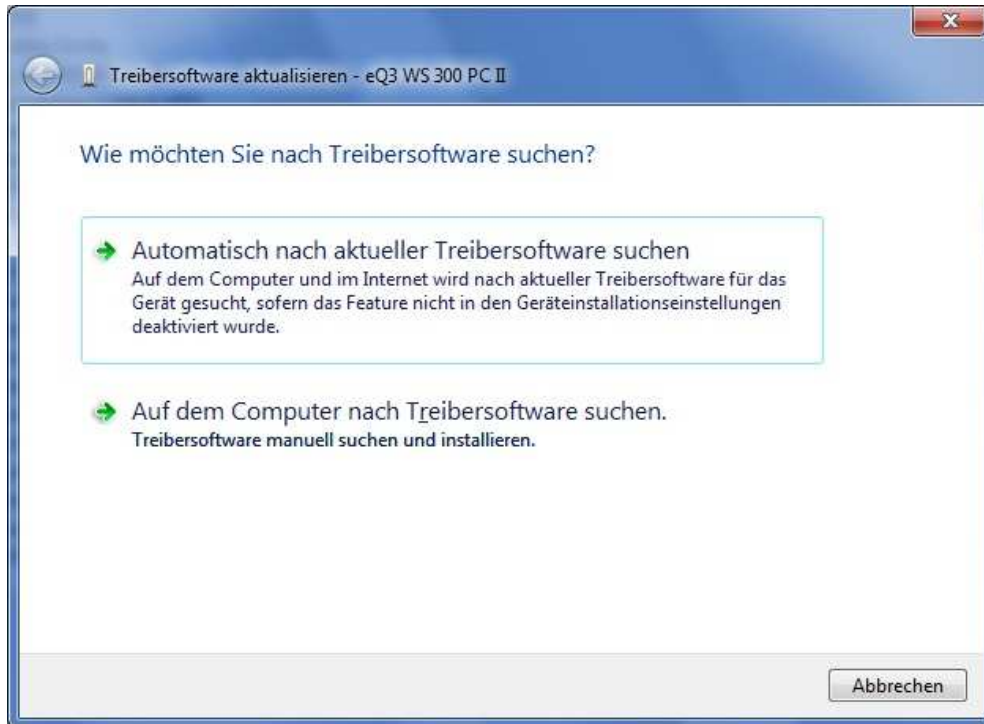 Treibersoftware aktualisieren - eQ3 WS 300 PC II
Wie möchten Sie nach Treibersoftware suchen?
Automatisch nach aktueller Treibersoftware suchen
Auf dem Computer und im Internet wird nach aktueller Treibersoftware für das
Gerät gesucht, sofern das Feature nicht in den Geräteinstallationseinstellungen
deaktiviert wurde.
Auf dem Computer nach Treibersoftware suchen.
Treibersoftware manuell suchen und installieren.
Abbrechen